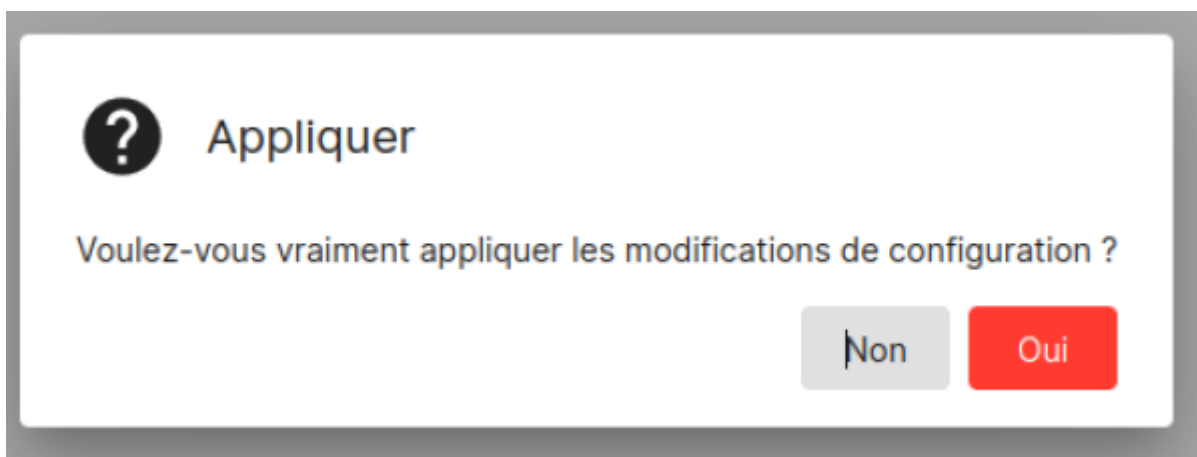 Appliquer
Voulez-vous vraiment appliquer les modifications de configuration ?
Non Oui